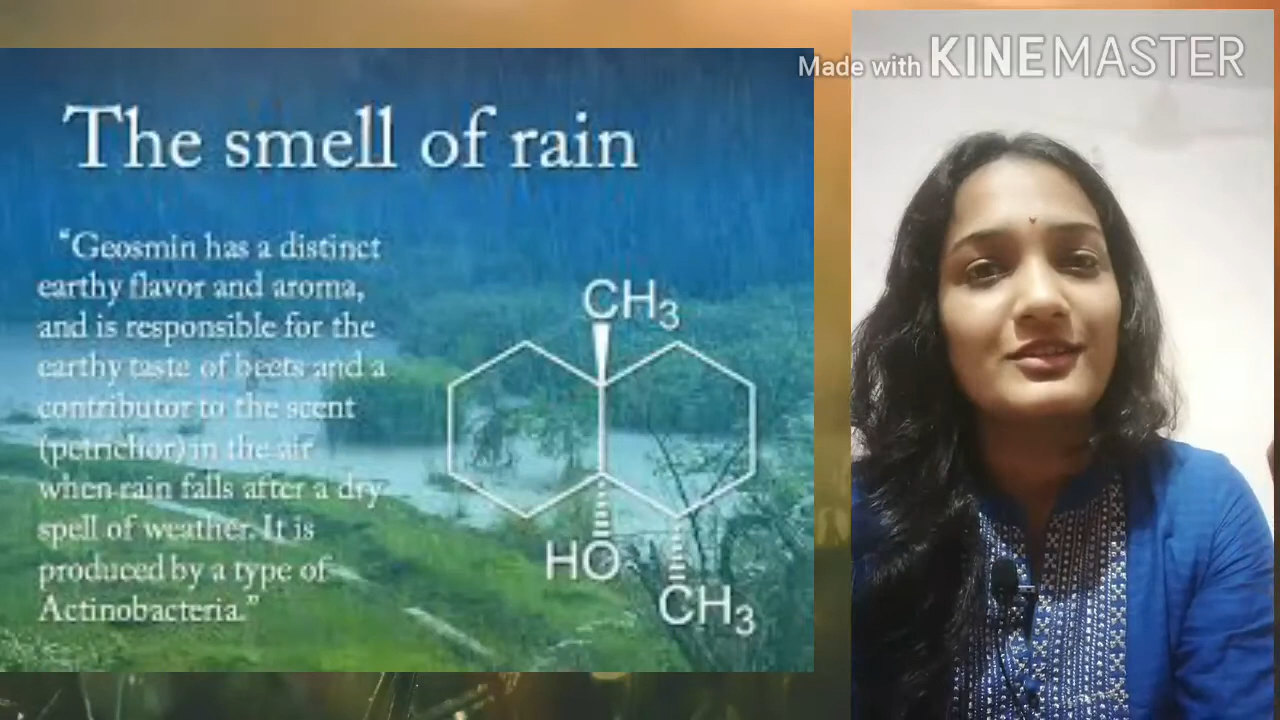 Made with KINEMASTER
The smell of rain
“Geosmin has a distinct
earthy flavor and aroma,
and is responsible for the
earthy taste of beets and a
contributor to the scent
(petrichor) in the air
when rain falls after a dry
spell of weather. It is
produced by a type of
Actinobacteria.”
CH3
HO
CH3